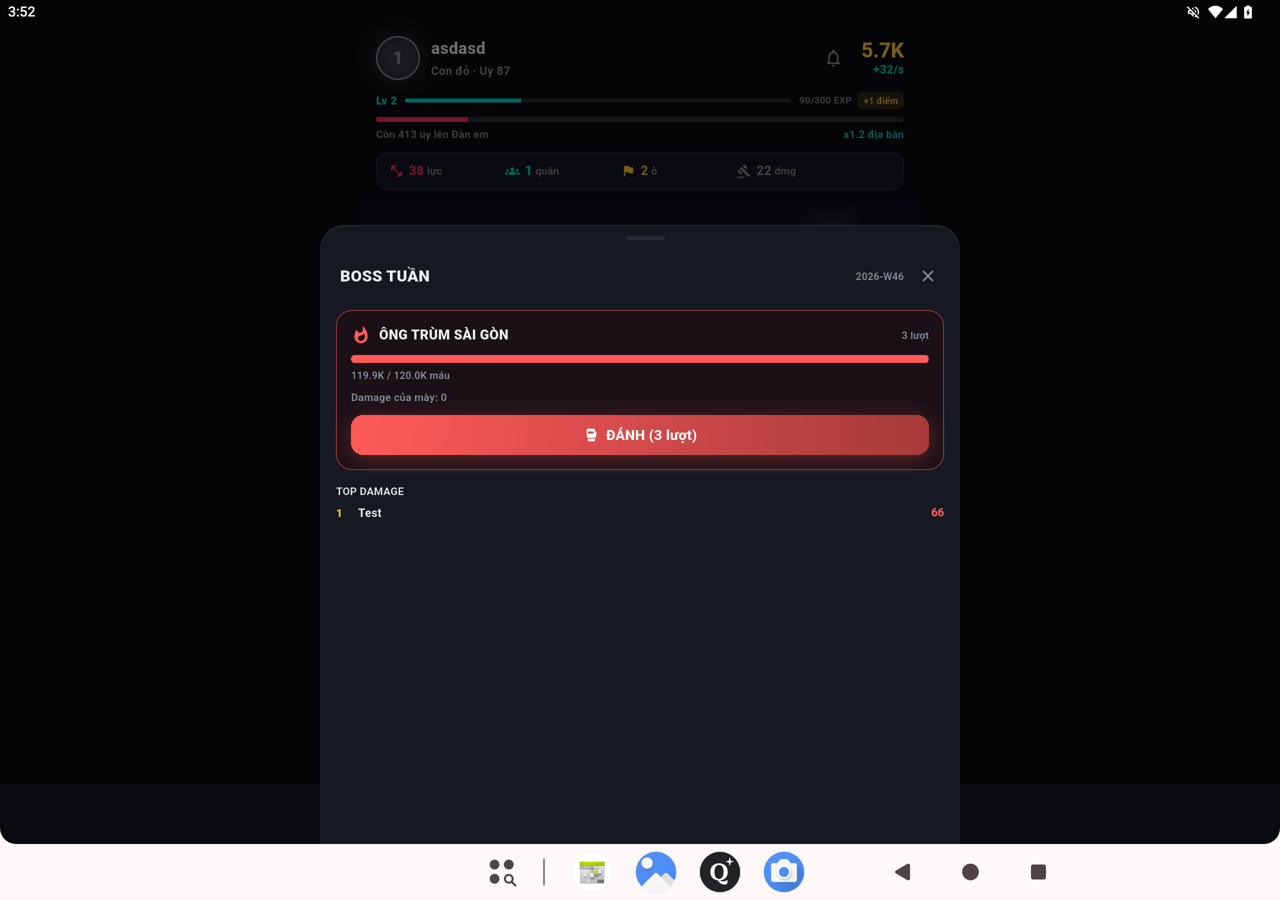 3:52
1
asdasd
Con đỏ · Uy 87
5.7K
+32/s
Lv 2
90/300 EXP
+1 điểm
Còn 413 uy lên Đàn em
x1.2 địa bàn
38 lực
1 quân
2 ô
22 dmg
BOSS TUẦN
2026-W46
ÔNG TRÙM SÀI GÒN
3 lượt
119.9K / 120.0K máu
Damage của mày: 0
ĐÁNH (3 lượt)
TOP DAMAGE
1 Test 66
Q+